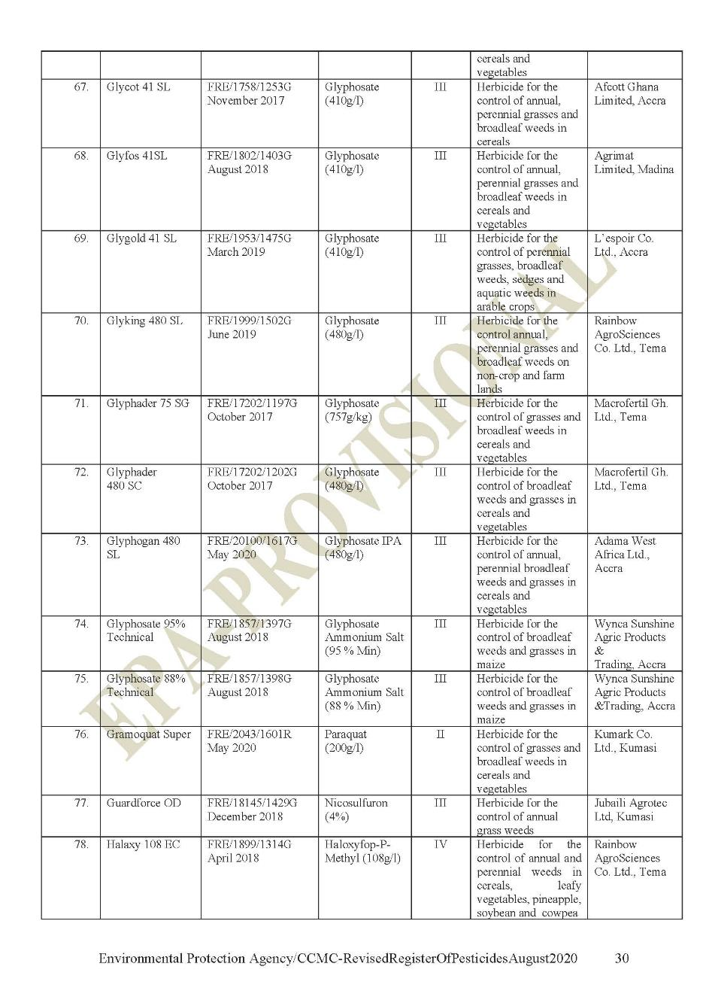 cereals and
vegetables
67. Glycot 41 SL FRE/1758/1253G Glyphosate III Herbicide for the Afcott Ghana
November 2017 (410g/l) control of annual, Limited, Accra
perennial grasses and
broadleaf weeds in
cereals
68. Glyfos 41SL FRE/1802/1403G Glyphosate III Herbicide for the Agrimat
August 2018 (410g/l) control of annual, Limited, Madina
perennial grasses and
broadleaf weeds in
cereals and
vegetables
69. Glygold 41 SL FRE/1953/1475G Glyphosate III Herbicide for the L’espoir Co.
March 2019 (410g/l) control of perennial Ltd., Accra
grasses, broadleaf
weeds, sedges and
aquatic weeds in
arable crops
70. Glyking 480 SL FRE/1999/1502G Glyphosate III Herbicide for the Rainbow
June 2019 (480g/l) control annual, AgroSciences
perennial grasses and Co. Ltd., Tema
broadleaf weeds on
non-crop and farm
lands
71. Glyphader 75 SG FRE/17202/1197G Glyphosate III Herbicide for the Macrofertil Gh.
October 2017 (757g/kg) control of grasses and Ltd., Tema
broadleaf weeds in
cereals and
vegetables
72. Glyphader FRE/17202/1202G Glyphosate III Herbicide for the Macrofertil Gh.
480 SC October 2017 (480g/l) control of broadleaf Ltd., Tema
weeds and grasses in
cereals and
vegetables
73. Glyphogan 480 FRE/20100/1617G Glyphosate IPA III Herbicide for the Adama West
SL May 2020 (480g/l) control of annual, Africa Ltd.,
perennial broadleaf Accra
weeds and grasses in
cereals and
vegetables
74. Glyphosate 95% FRE/1857/1397G Glyphosate III Herbicide for the Wynca Sunshine
Technical August 2018 Ammonium Salt control of broadleaf Agric Products
(95 % Min) weeds and grasses in &
maize Trading, Accra
75. Glyphosate 88% FRE/1857/1398G Glyphosate III Herbicide for the Wynca Sunshine
Technical August 2018 Ammonium Salt control of broadleaf Agric Products
(88 % Min) weeds and grasses in &Trading, Accra
maize
76. Gramoquat Super FRE/2043/1601R Paraquat II Herbicide for the Kumark Co.
May 2020 (200g/l) control of grasses and Ltd., Kumasi
broadleaf weeds in
cereals and
vegetables
77. Guardforce OD FRE/18145/1429G Nicosulfuron III Herbicide for the Jubaili Agrotec
December 2018 (4%) control of annual Ltd, Kumasi
grass weeds
78. Halaxy 108 EC FRE/1899/1314G Haloxyfop-P- IV Herbicide for the Rainbow
April 2018 Methyl (108g/l) control of annual and AgroSciences
perennial weeds in Co. Ltd., Tema
cereals, leafy
vegetables, pineapple,
soybean and cowpea
EPA-PROVISIONAL
Environmental Protection Agency/CCMC-RevisedRegisterOfPesticidesAugust2020 30